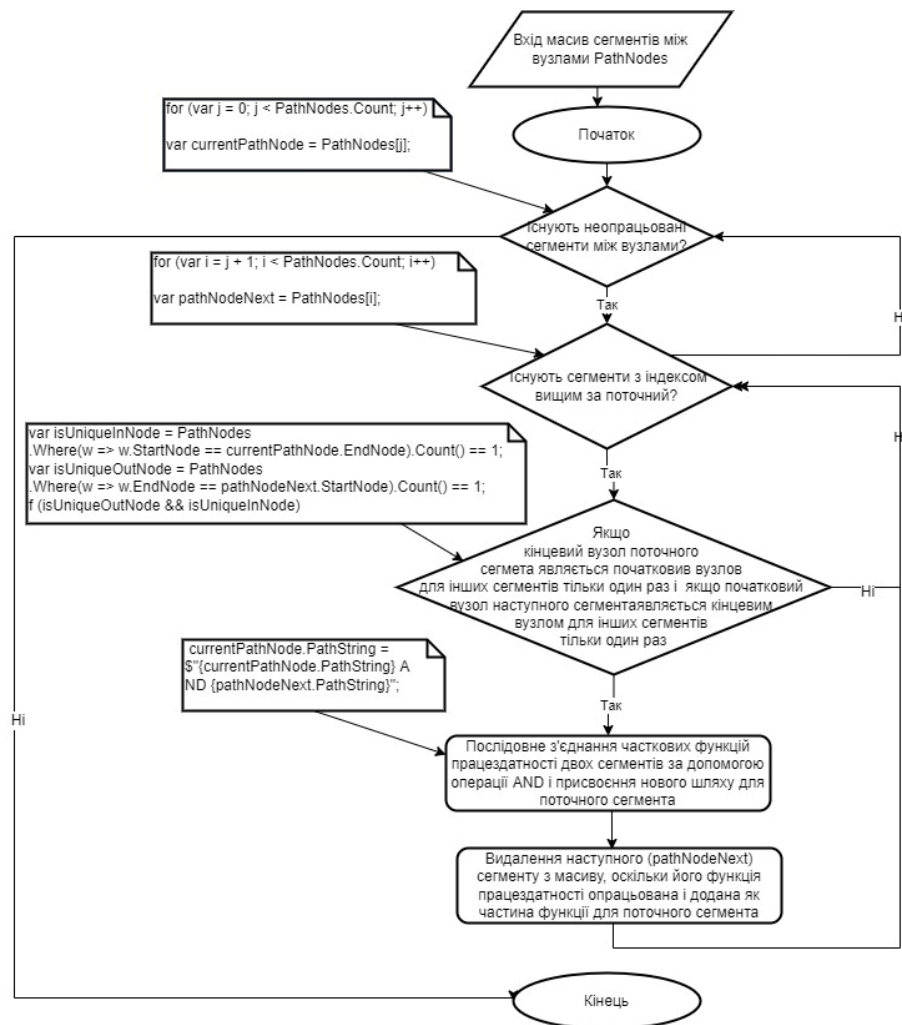 Вхід масив сегментів між
вузлами PathNodes
Початок
for (var j = 0; j < PathNodes.Count; j++)
var currentPathNode = PathNodes[j];
Існують неопрацьовані
сегменти між вузлами?
for (var i = j + 1; i < PathNodes.Count; i++)
var pathNodeNext = PathNodes[i];
Так
Н
Існують сегменти з індексом
вищим за поточний?
var isUniqueInNode = PathNodes
.Where(w => w.StartNode == currentPathNode.EndNode).Count() == 1;
var isUniqueOutNode = PathNodes
.Where(w => w.EndNode == pathNodeNext.StartNode).Count() == 1;
f (isUniqueOutNode && isUniqueInNode)
Так
Якщо
кінцевий вузол поточного
сегмета являється початковив вузлов
для інших сегментів тільки один раз і якщо початковий
вузол наступного сегментаявляється кінцевим
вузлом для інших сегментів
тільки один раз
Ні
currentPathNode.PathString =
$"{currentPathNode.PathString} A
ND {pathNodeNext.PathString}";
Так
Ні
Послідовне з'єднання часткових функцій
працездатності двох сегментів за допомогою
операції AND і присвоєння нового шляху для
поточного сегмента
Видалення наступного (pathNodeNext)
сегменту з масиву, оскільки його функція
працездатності опрацьована і додана як
частина функції для поточного сегмента
Кінець